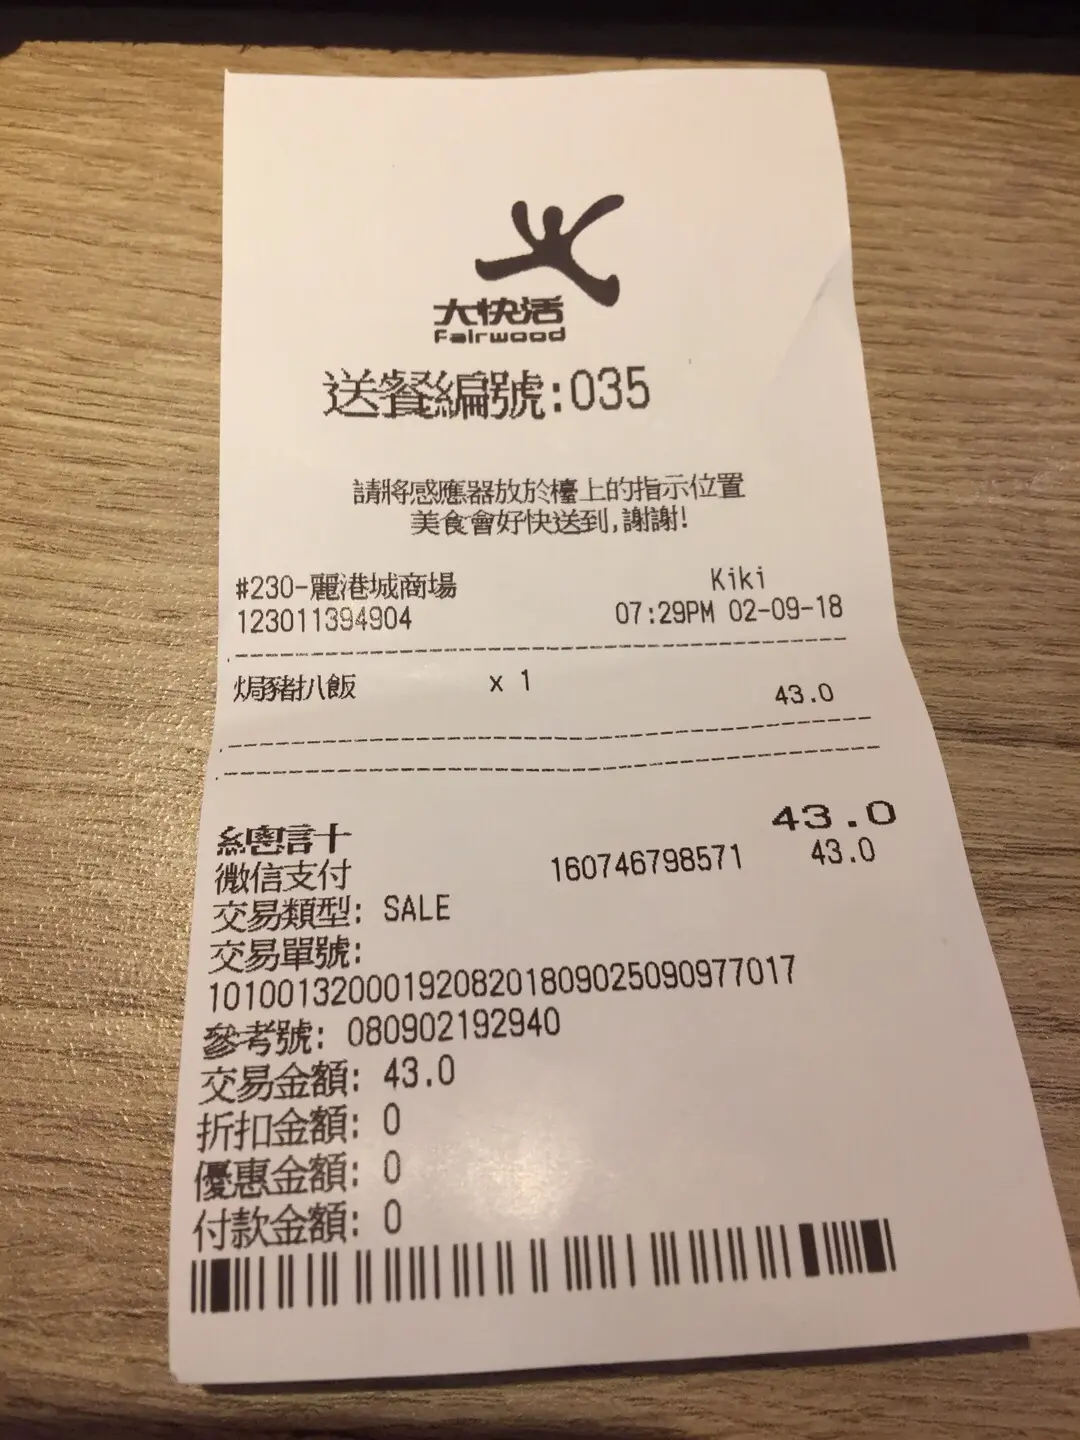 大快活
Fairwood
送餐編號:035
請將感應器放於檯上的指示位置
美食會好快送到,謝謝!
#230-麗港城商場 Kiki
123011394904 07:29PM 02-09-18
焗豬扒飯 x 1 43.0
總計 43.0
微信支付 160746798571 43.0
交易類型: SALE
交易單號:
1010013200019208201809025090977017
參考號: 080902192940
交易金額: 43.0
折扣金額: 0
優惠金額: 0
付款金額: 0